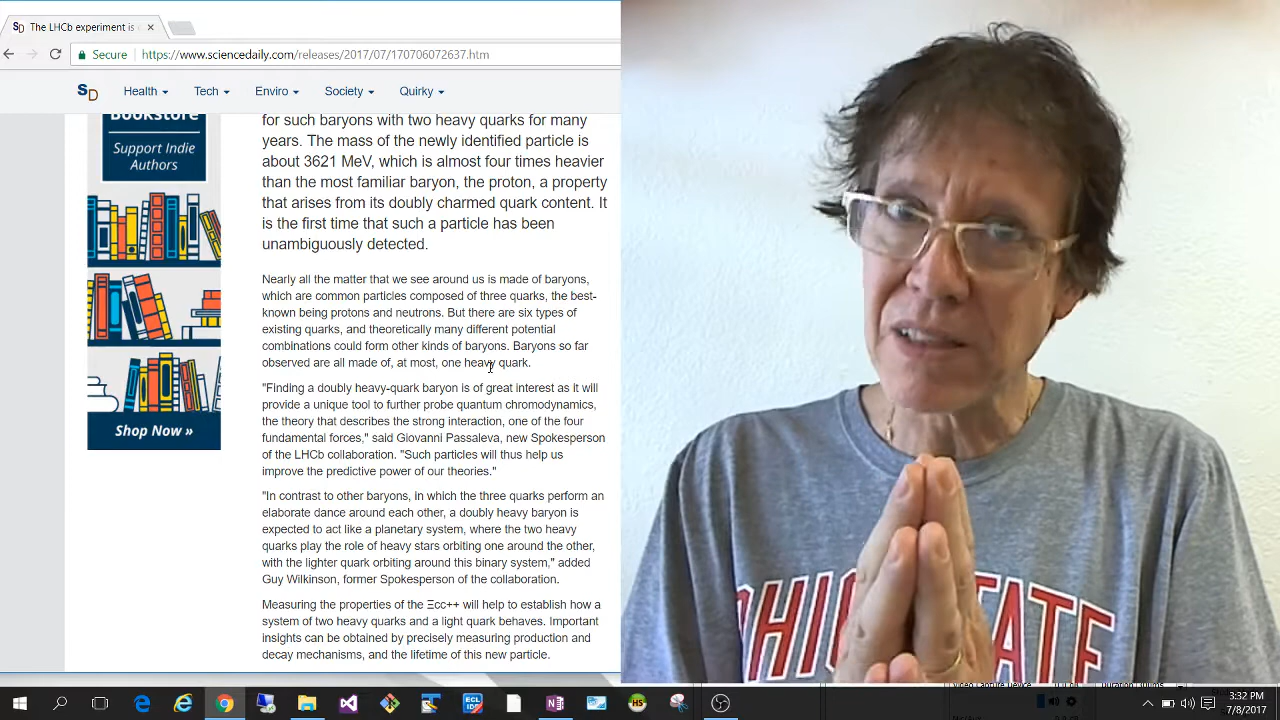 SD The LHCb experiment is
Secure https://www.sciencedaily.com/releases/2017/07/170706072637.htm
SD Health Tech Enviro Society Quirky
Bookstore
Support Indie
Authors
Shop Now »
for such baryons with two heavy quarks for many
years. The mass of the newly identified particle is
about 3621 MeV, which is almost four times heavier
than the most familiar baryon, the proton, a property
that arises from its doubly charmed quark content. It
is the first time that such a particle has been
unambiguously detected.
Nearly all the matter that we see around us is made of baryons,
which are common particles composed of three quarks, the best-
known being protons and neutrons. But there are six types of
existing quarks, and theoretically many different potential
combinations could form other kinds of baryons. Baryons so far
observed are all made of, at most, one heavy quark.
"Finding a doubly heavy-quark baryon is of great interest as it will
provide a unique tool to further probe quantum chromodynamics,
the theory that describes the strong interaction, one of the four
fundamental forces," said Giovanni Passaleva, new Spokesperson
of the LHCb collaboration. "Such particles will thus help us
improve the predictive power of our theories."
"In contrast to other baryons, in which the three quarks perform an
elaborate dance around each other, a doubly heavy baryon is
expected to act like a planetary system, where the two heavy
quarks play the role of heavy stars orbiting one around the other,
with the lighter quark orbiting around this binary system," added
Guy Wilkinson, former Spokesperson of the collaboration.
Measuring the properties of the Ξcc++ will help to establish how a
system of two heavy quarks and a light quark behaves. Important
insights can be obtained by precisely measuring production and
decay mechanisms, and the lifetime of this new particle.
OHIO STATE
ECL
IDE
HS
3:32 PM
7/8/2017